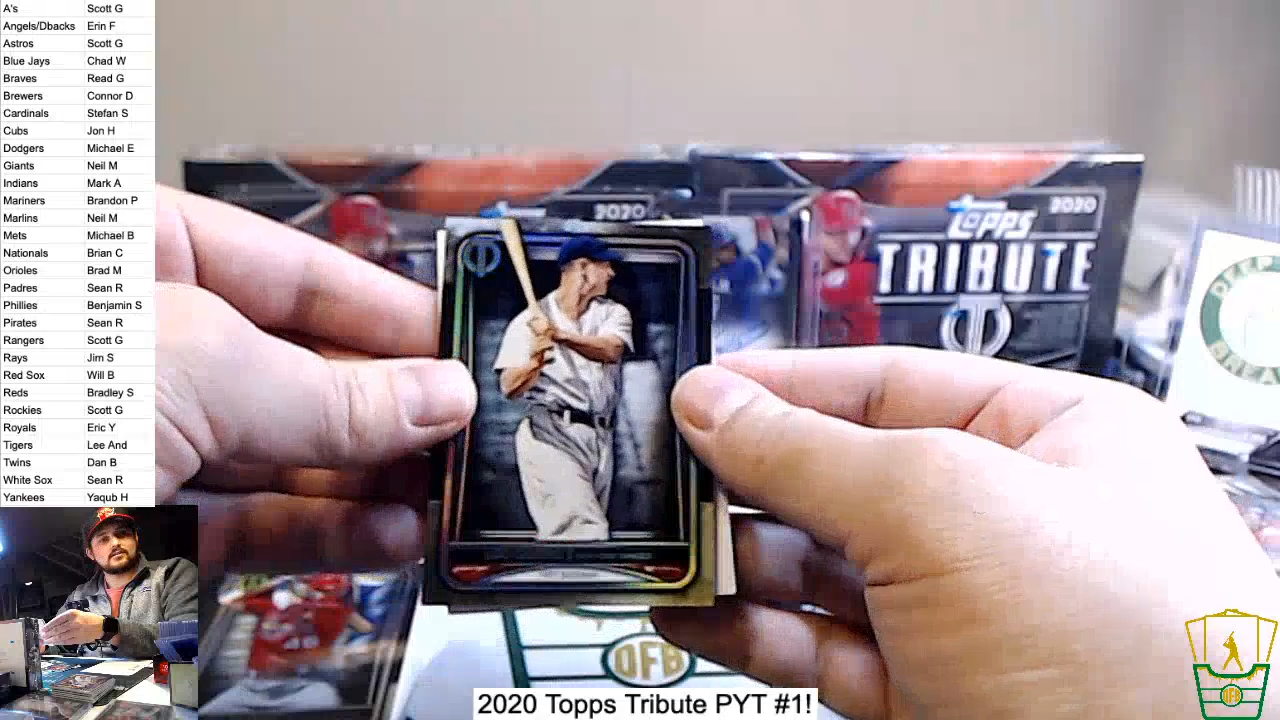 A's Scott G
Angels/Dbacks Erin F
Astros Scott G
Blue Jays Chad W
Braves Read G
Brewers Connor D
Cardinals Stefan S
Cubs Jon H
Dodgers Michael E
Giants Neil M
Indians Mark A
Mariners Brandon P
Marlins Neil M
Mets Michael B
Nationals Brian C
Orioles Brad M
Padres Sean R
Phillies Benjamin S
Pirates Sean R
Rangers Scott G
Rays Jim S
Red Sox Will B
Reds Bradley S
Rockies Scott G
Royals Eric Y
Tigers Lee And
Twins Dan B
White Sox Sean R
Yankees Yaqub H
2020
2020
TOPPS
TRIBUTE
DEEP
OFB
OFB
2020 Topps Tribute PYT #1!